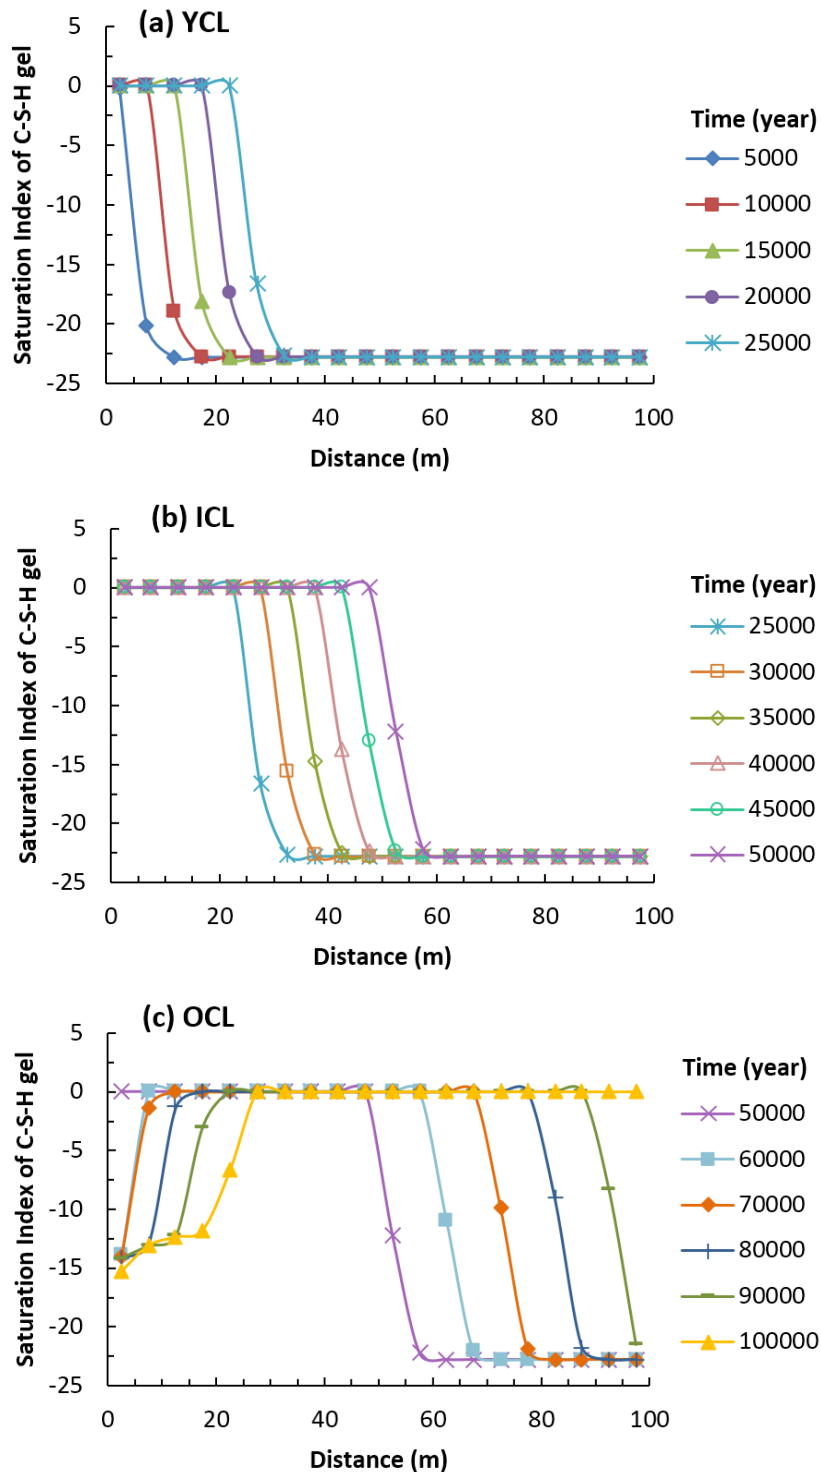 (a) YCL
5
0
-5
-10
-15
-20
-25
Saturation Index of C-S-H gel
0 20 40 60 80 100
Distance (m)
Time (year)
5000
10000
15000
20000
25000
(b) ICL
5
0
-5
-10
-15
-20
-25
Saturation Index of C-S-H gel
0 20 40 60 80 100
Distance (m)
Time (year)
25000
30000
35000
40000
45000
50000
(c) OCL
5
0
-5
-10
-15
-20
-25
Saturation Index of C-S-H gel
0 20 40 60 80 100
Distance (m)
Time (year)
50000
60000
70000
80000
90000
100000